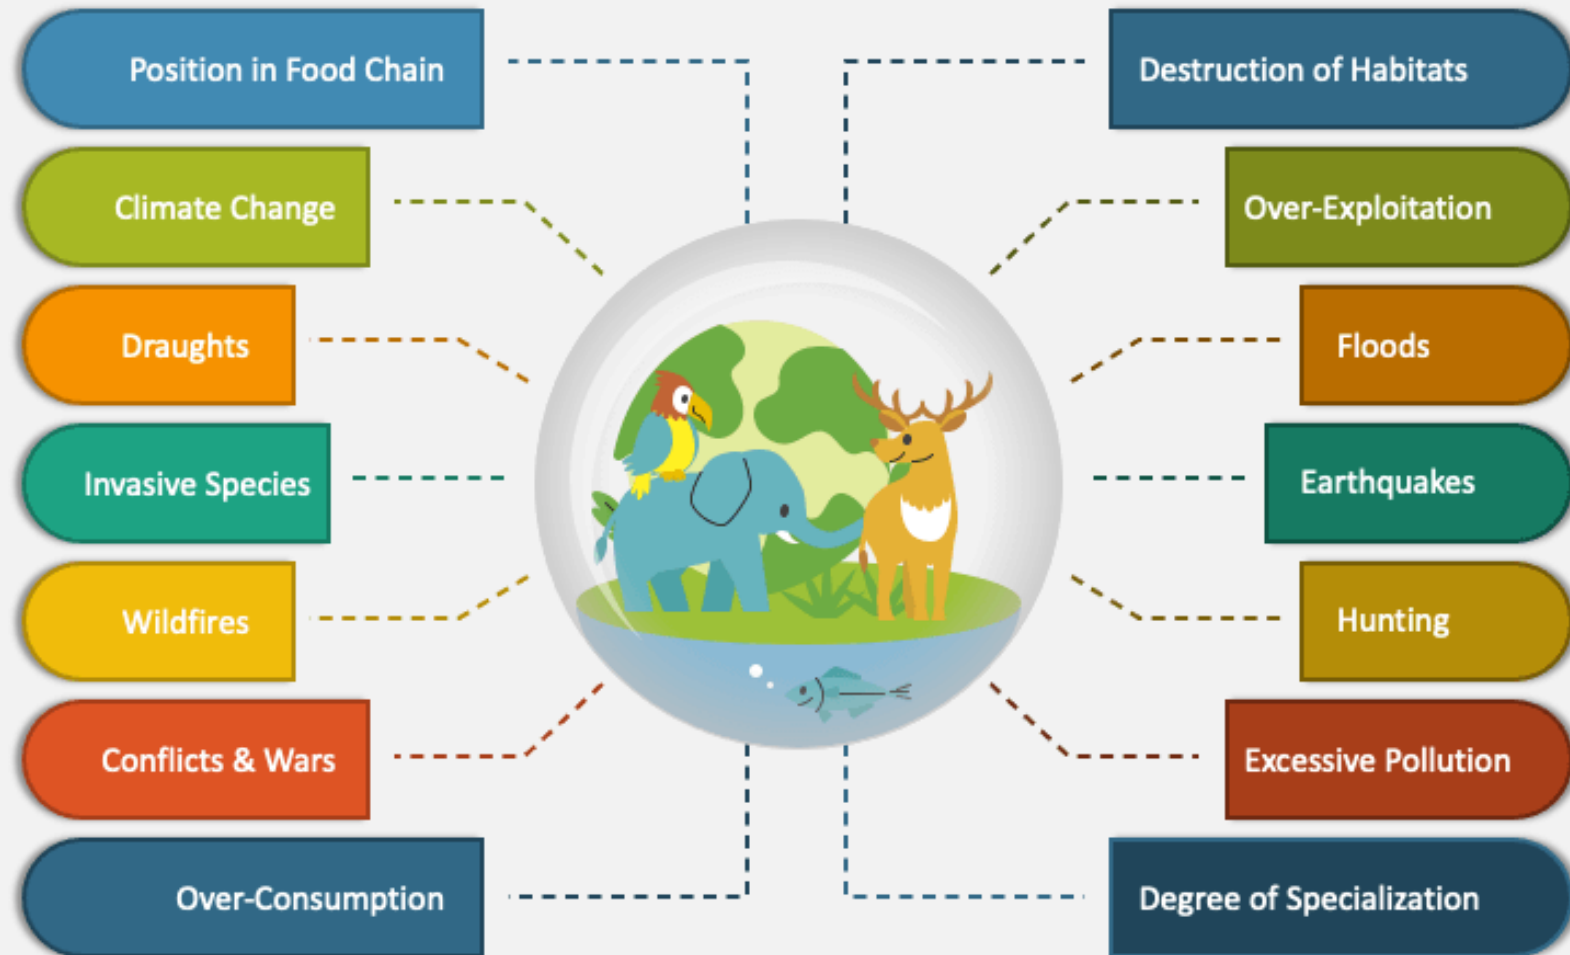 Position in Food Chain
Destruction of Habitats
Climate Change
Over-Exploitation
Draughts
Floods
Invasive Species
Earthquakes
Wildfires
Hunting
Conflicts & Wars
Excessive Pollution
Over-Consumption
Degree of Specialization